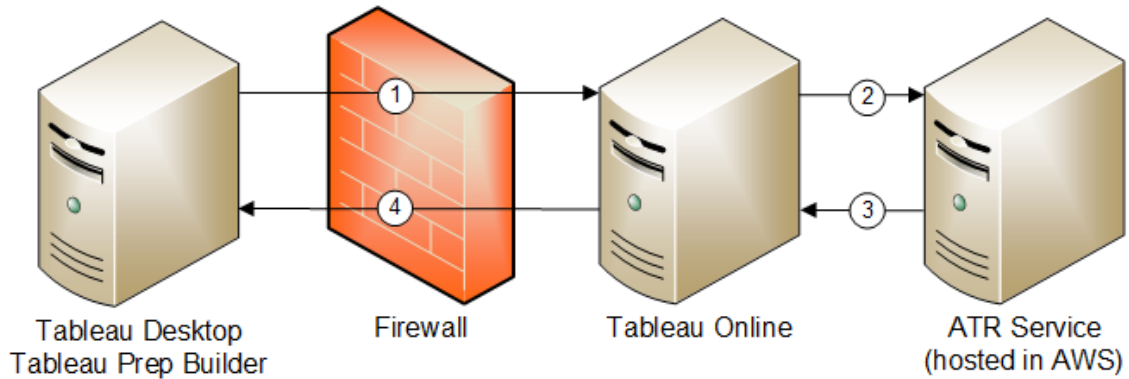 1
2
4
3
Tableau Desktop
Tableau Prep Builder
Firewall
Tableau Online
ATR Service
(hosted in AWS)